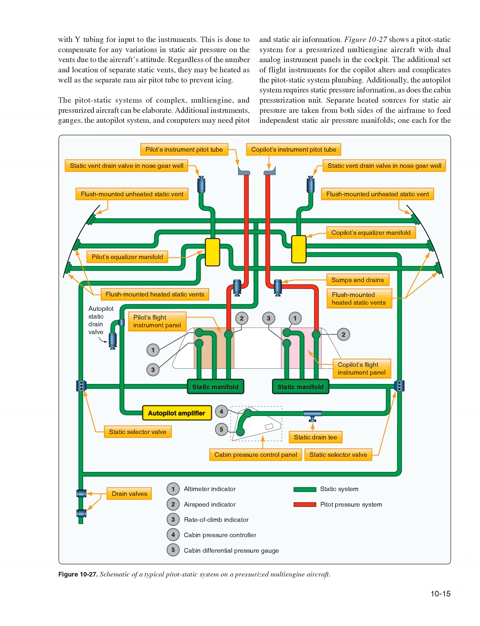 with Y tubing for input to the instruments. This is done to
compensate for any variations in static air pressure on the
vents due to the aircraft's attitude. Regardless of the number
and location of separate static vents, they may be heated as
well as the separate ram air pitot tube to prevent icing.
The pitot-static systems of complex, multiengine, and
pressurized aircraft can be elaborate. Additional instruments,
gauges, the autopilot system, and computers may need pitot
and static air information. Figure 10-27 shows a pitot-static
system for a pressurized multiengine aircraft with dual
analog instrument panels in the cockpit. The additional set
of flight instruments for the copilot alters and complicates
the pitot-static system plumbing. Additionally, the autopilot
system requires static pressure information, as does the cabin
pressurization unit. Separate heated sources for static air
pressure are taken from both sides of the airframe to feed
independent static air pressure manifolds; one each for the
Pilot's instrument pitot tube
Copilot's instrument pitot tube
Static vent drain valve in nose gear well
Static vent drain valve in nose gear well
Flush-mounted unheated static vent
Flush-mounted unheated static vent
Copilot's equalizer manifold
Pilot's equalizer manifold
Sumps and drains
Flush-mounted heated static vents
Flush-mounted
heated static vents
Autopilot
static
drain
valve
Pilot's flight
instrument panel
2
3
1
2
1
3
Copilot's flight
instrument panel
Static manifold
Static manifold
Autopilot amplifier
4
5
Static selector valve
Static drain tee
Cabin pressure control panel
Static selector valve
Drain valves
1 Altimeter indicator
2 Airspeed indicator
3 Rate-of-climb indicator
4 Cabin pressure controller
5 Cabin differential pressure gauge
Static system
Pitot pressure system
Figure 10-27. Schematic of a typical pitot-static system on a pressurized multiengine aircraft.
10-15